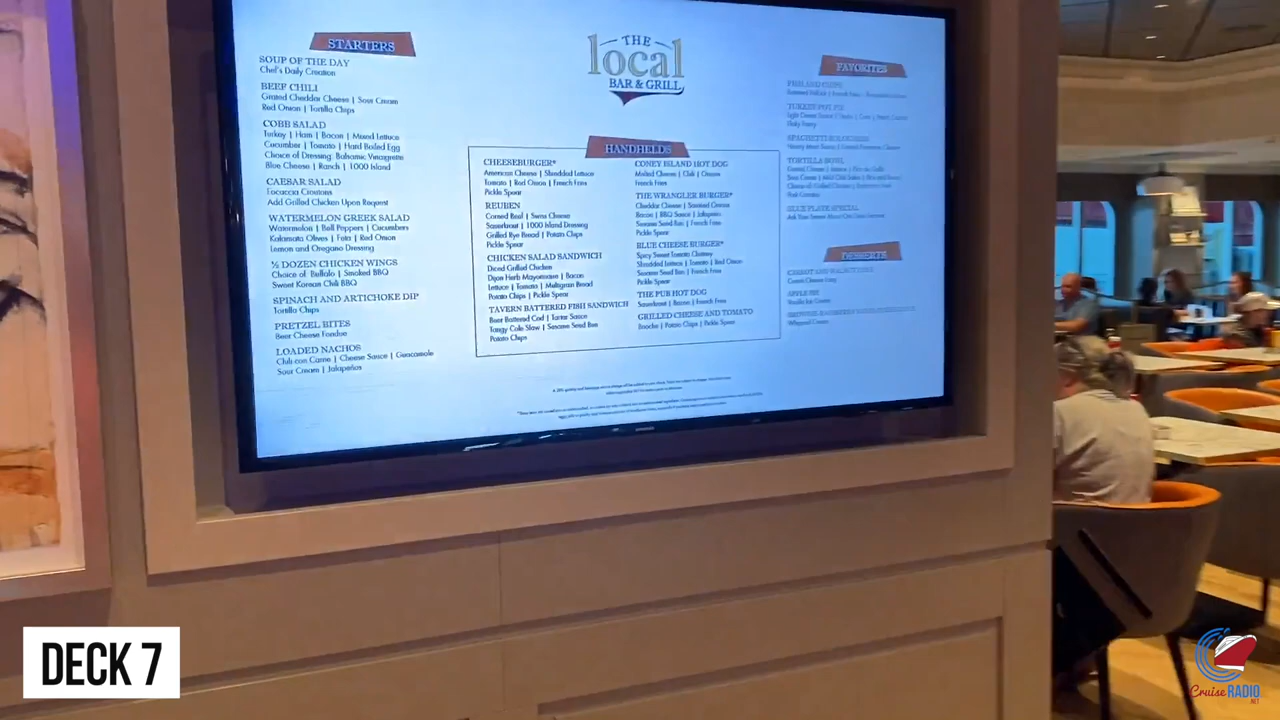 THE
local
BAR & GRILL
STARTERS
SOUP OF THE DAY
Chef's Daily Creation
BEEF CHILI
Grated Cheddar Cheese | Sour Cream
Red Onion | Tortilla Chips
COBB SALAD
Turkey | Ham | Bacon | Mixed Lettuce
Cucumber | Tomato | Hard Boiled Egg
Choice of Dressing: Balsamic Vinaigrette
Blue Cheese | Ranch | 1000 Island
CAESAR SALAD
Focaccia Croutons
Add Grilled Chicken Upon Request
WATERMELON GREEK SALAD
Watermelon | Bell Peppers | Cucumbers
Kalamata Olives | Feta | Red Onion
Lemon and Oregano Dressing
½ DOZEN CHICKEN WINGS
Choice of Buffalo | Smoked BBQ
Sweet Korean Chili BBQ
SPINACH AND ARTICHOKE DIP
Tortilla Chips
PRETZEL BITES
Beer Cheese Fondue
LOADED NACHOS
Chili con Carne | Cheese Sauce | Guacamole
Sour Cream | Jalapeños
HANDHELDS
CHEESEBURGER*
American Cheese | Shredded Lettuce
Tomato | Red Onion | French Fries
Pickle Spear
REUBEN
Corned Beef | Swiss Cheese
Sauerkraut | 1000 Island Dressing
Grilled Rye Bread | Potato Chips
Pickle Spear
CHICKEN SALAD SANDWICH
Diced Grilled Chicken
Dijon Herb Mayonnaise | Bacon
Lettuce | Tomato | Multigrain Bread
Potato Chips | Pickle Spear
TAVERN BATTERED FISH SANDWICH
Beer Battered Cod | Tartar Sauce
Tangy Cole Slaw | Sesame Seed Bun
Potato Chips
CONEY ISLAND HOT DOG
Melted Cheese | Chili | Onions
French Fries
THE WRANGLER BURGER*
Cheddar Cheese | Smoked Cheese
Bacon | BBQ Sauce | Jalapeño
Sesame Seed Bun | French Fries
Pickle Spear
BLUE CHEESE BURGER*
Spicy Sweet Tomato Chutney
Shredded Lettuce | Tomato | Red Onion
Sesame Seed Bun | French Fries
Pickle Spear
THE PUB HOT DOG
Sauerkraut | Bacon | French Fries
GRILLED CHEESE AND TOMATO
Brioche | Potato Chips | Pickle Spear
FAVORITES
FISH AND CHIPS
TURKEY POT PIE
Flaky Pastry
SPAGHETTI BOLOGNESE
TORTILLA BOWL
BLUE PLATE SPECIAL
DESSERTS
Cream Cheese Icing
APPLE PIE
Vanilla Ice Cream
Whipped Cream
DECK 7
Cruise RADIO
.NET